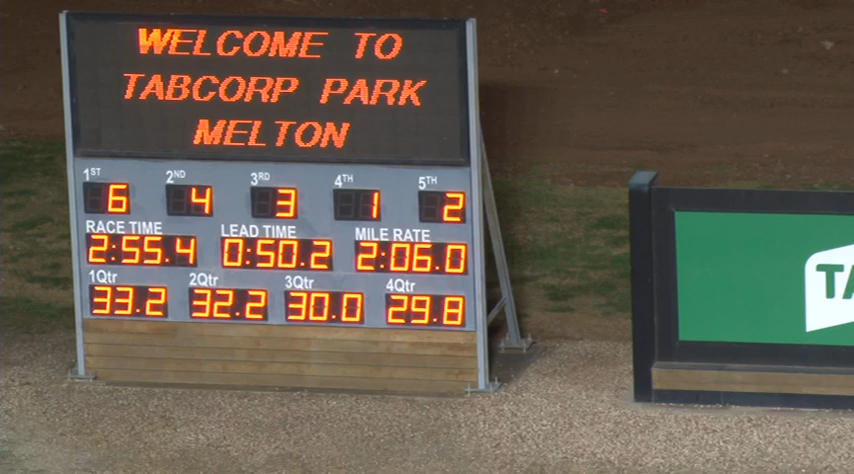 WELCOME TO
TABCORP PARK
MELTON
1ST 2ND 3RD 4TH 5TH
6 4 3 1 2
RACE TIME LEAD TIME MILE RATE
2:55.4 0:50.2 2:06.0
1Qtr 2Qtr 3Qtr 4Qtr
33.2 32.2 30.0 29.8
TA